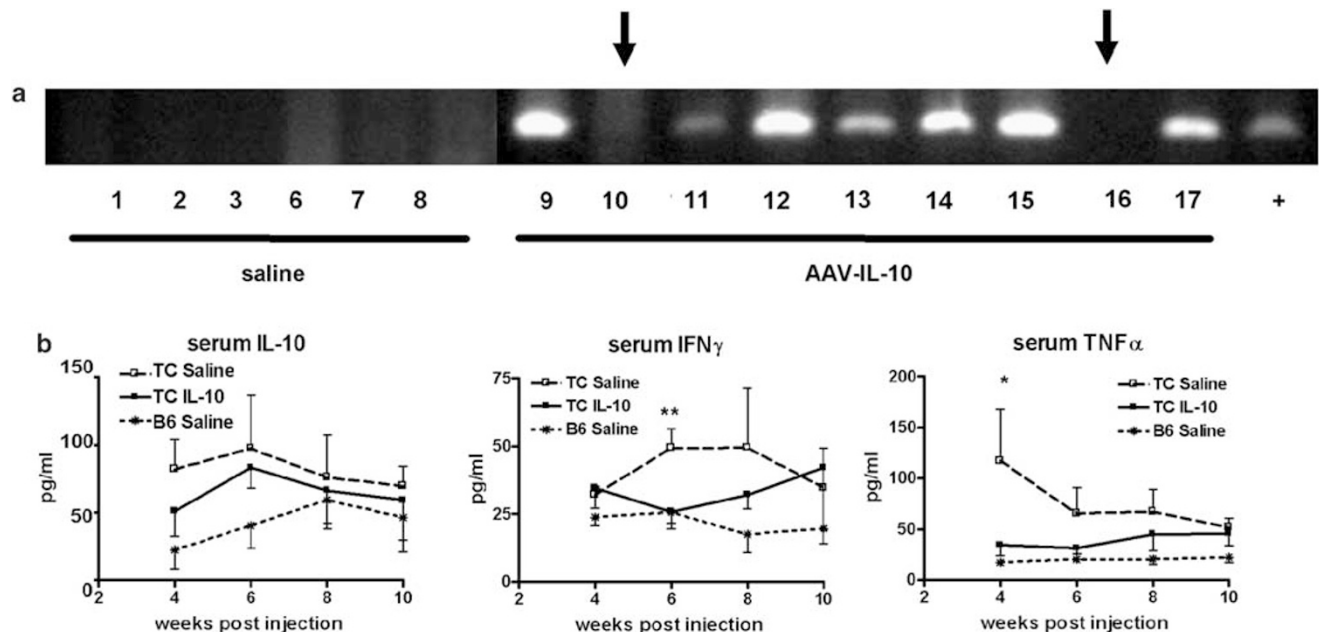 a
1 2 3 6 7 8 9 10 11 12 13 14 15 16 17 +
saline AAV-IL-10
b
serum IL-10
150
100
50
0
pg/ml
TC Saline
TC IL-10
B6 Saline
2 4 6 8 10
weeks post injection
serum IFNγ
75
50
25
0
pg/ml
TC Saline
TC IL-10
B6 Saline
**
2 4 6 8 10
weeks post injection
serum TNFα
200
150
100
50
0
pg/ml
*
TC Saline
TC IL-10
B6 Saline
2 4 6 8 10
weeks post injection